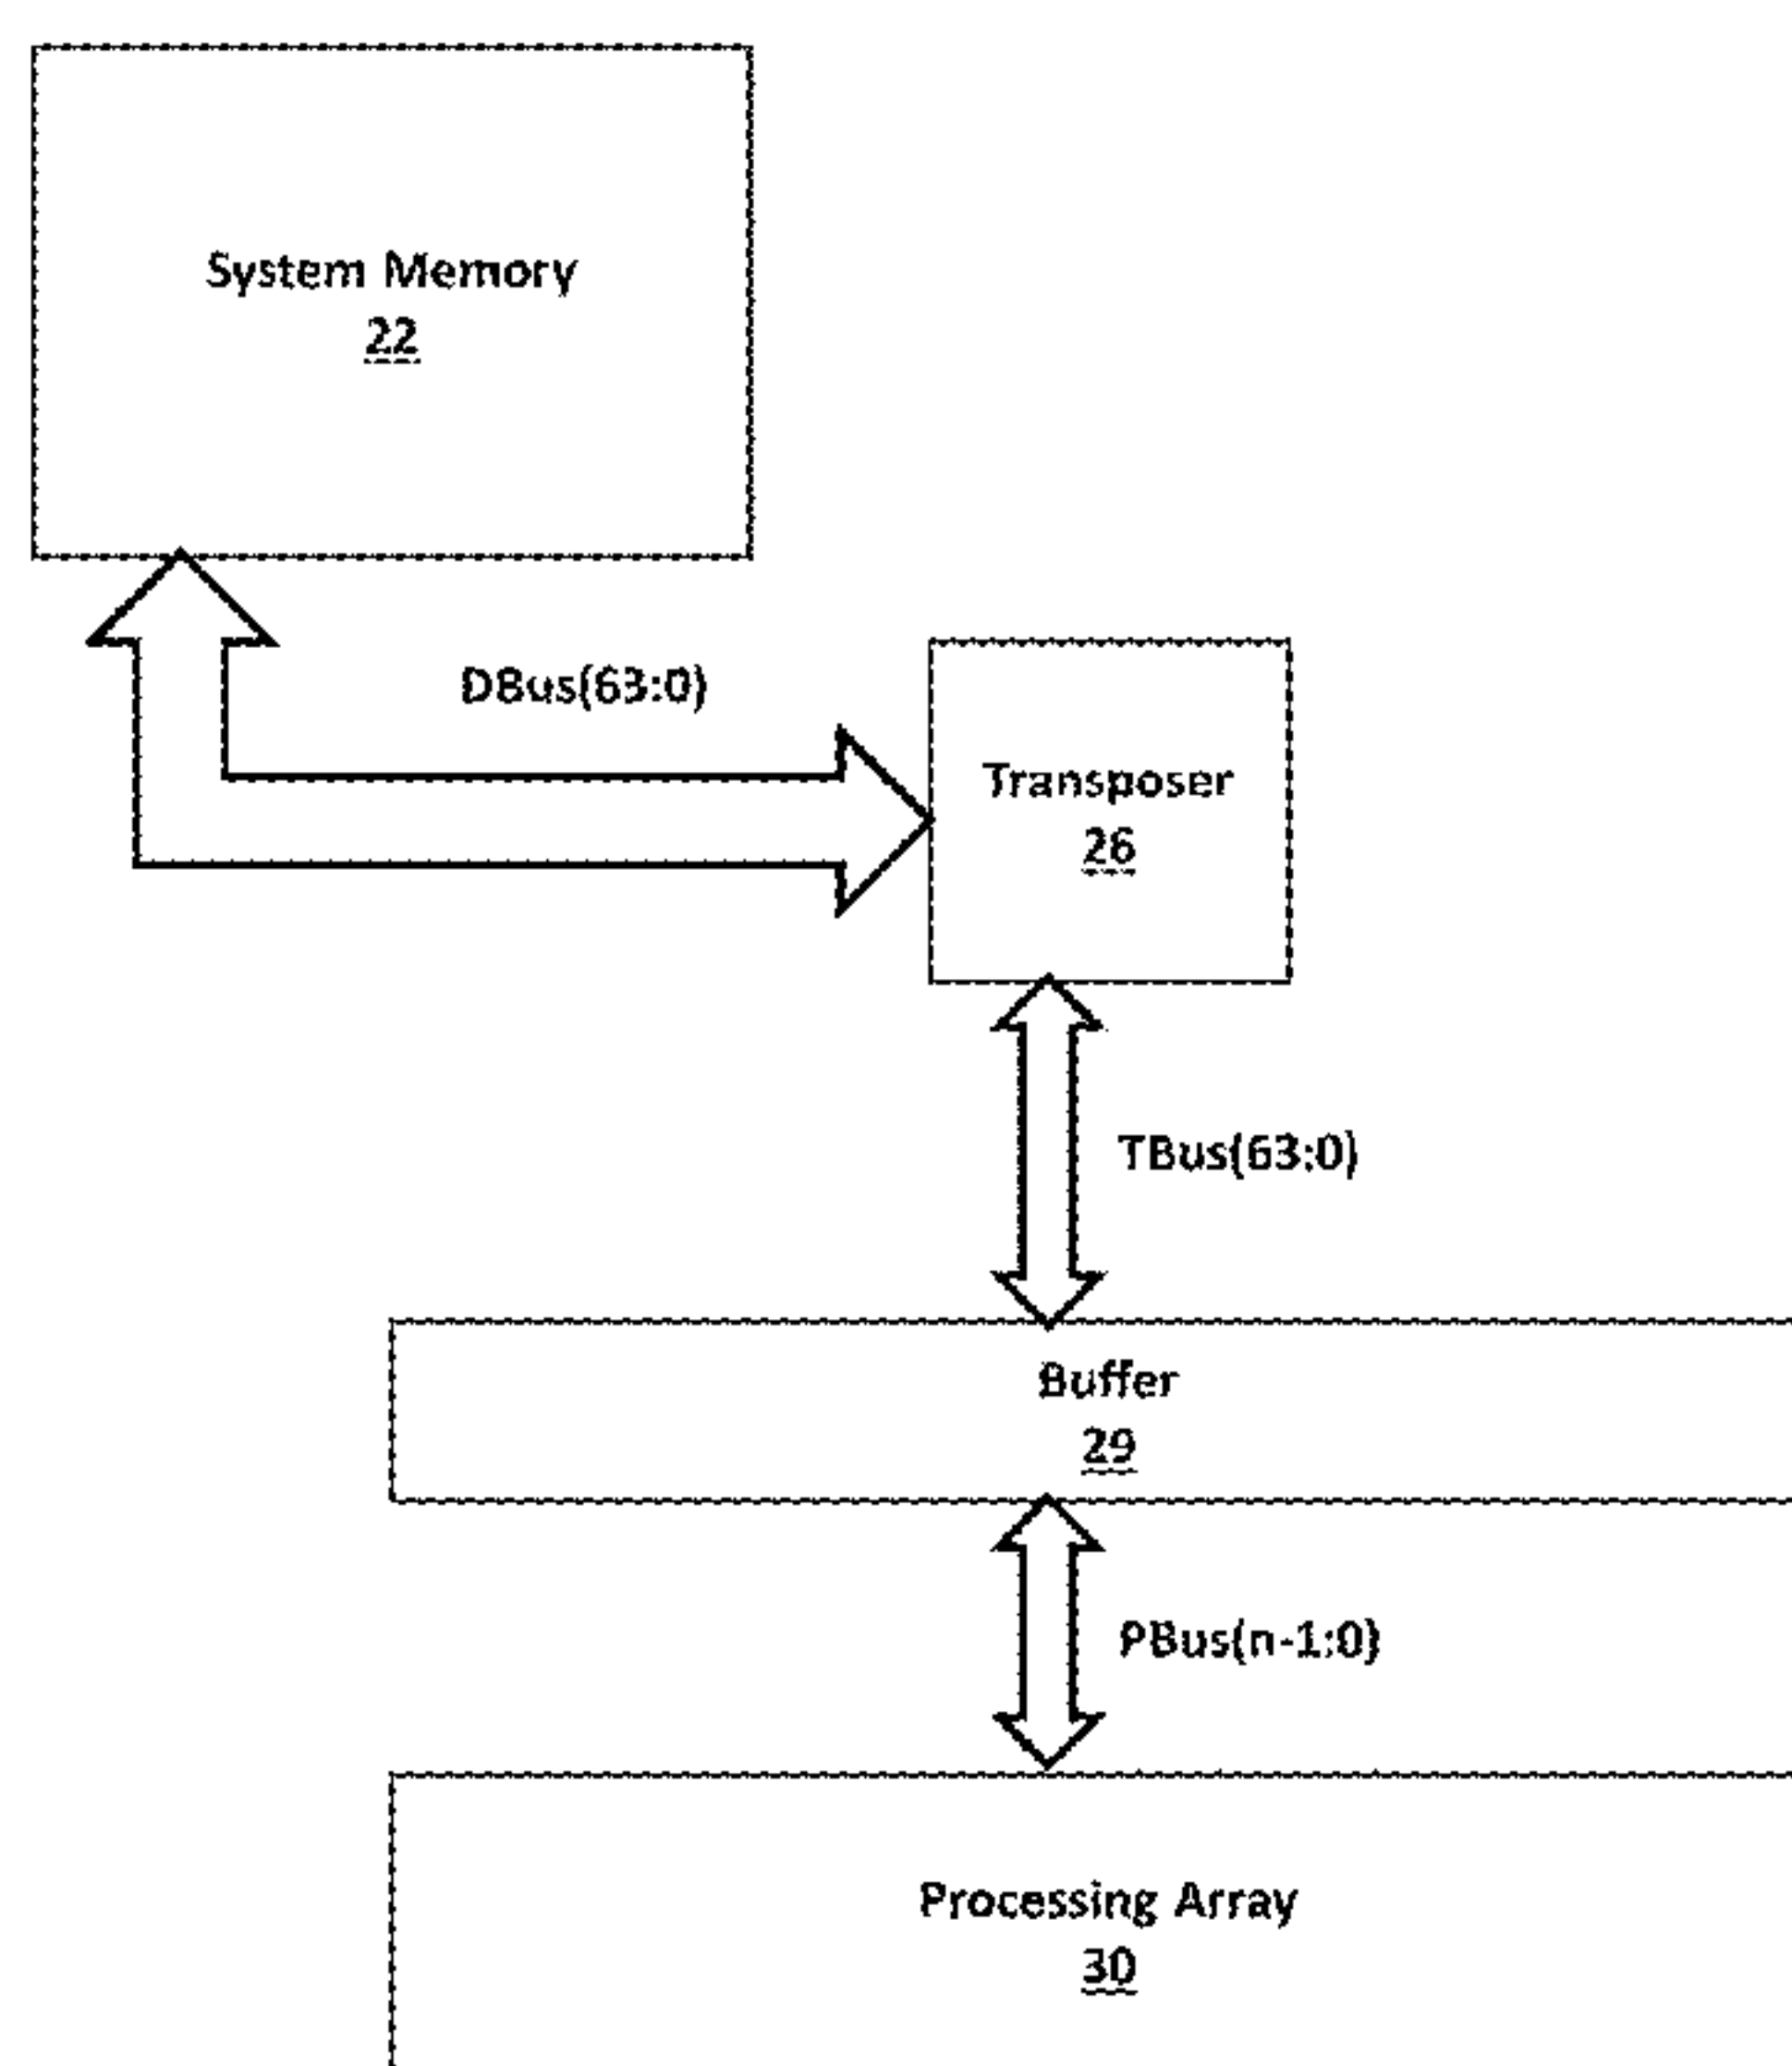 System Memory
22
DBus(63:0)
Transposer
26
TBus(63:0)
Buffer
29
PBus(n-1:0)
Processing Array
30